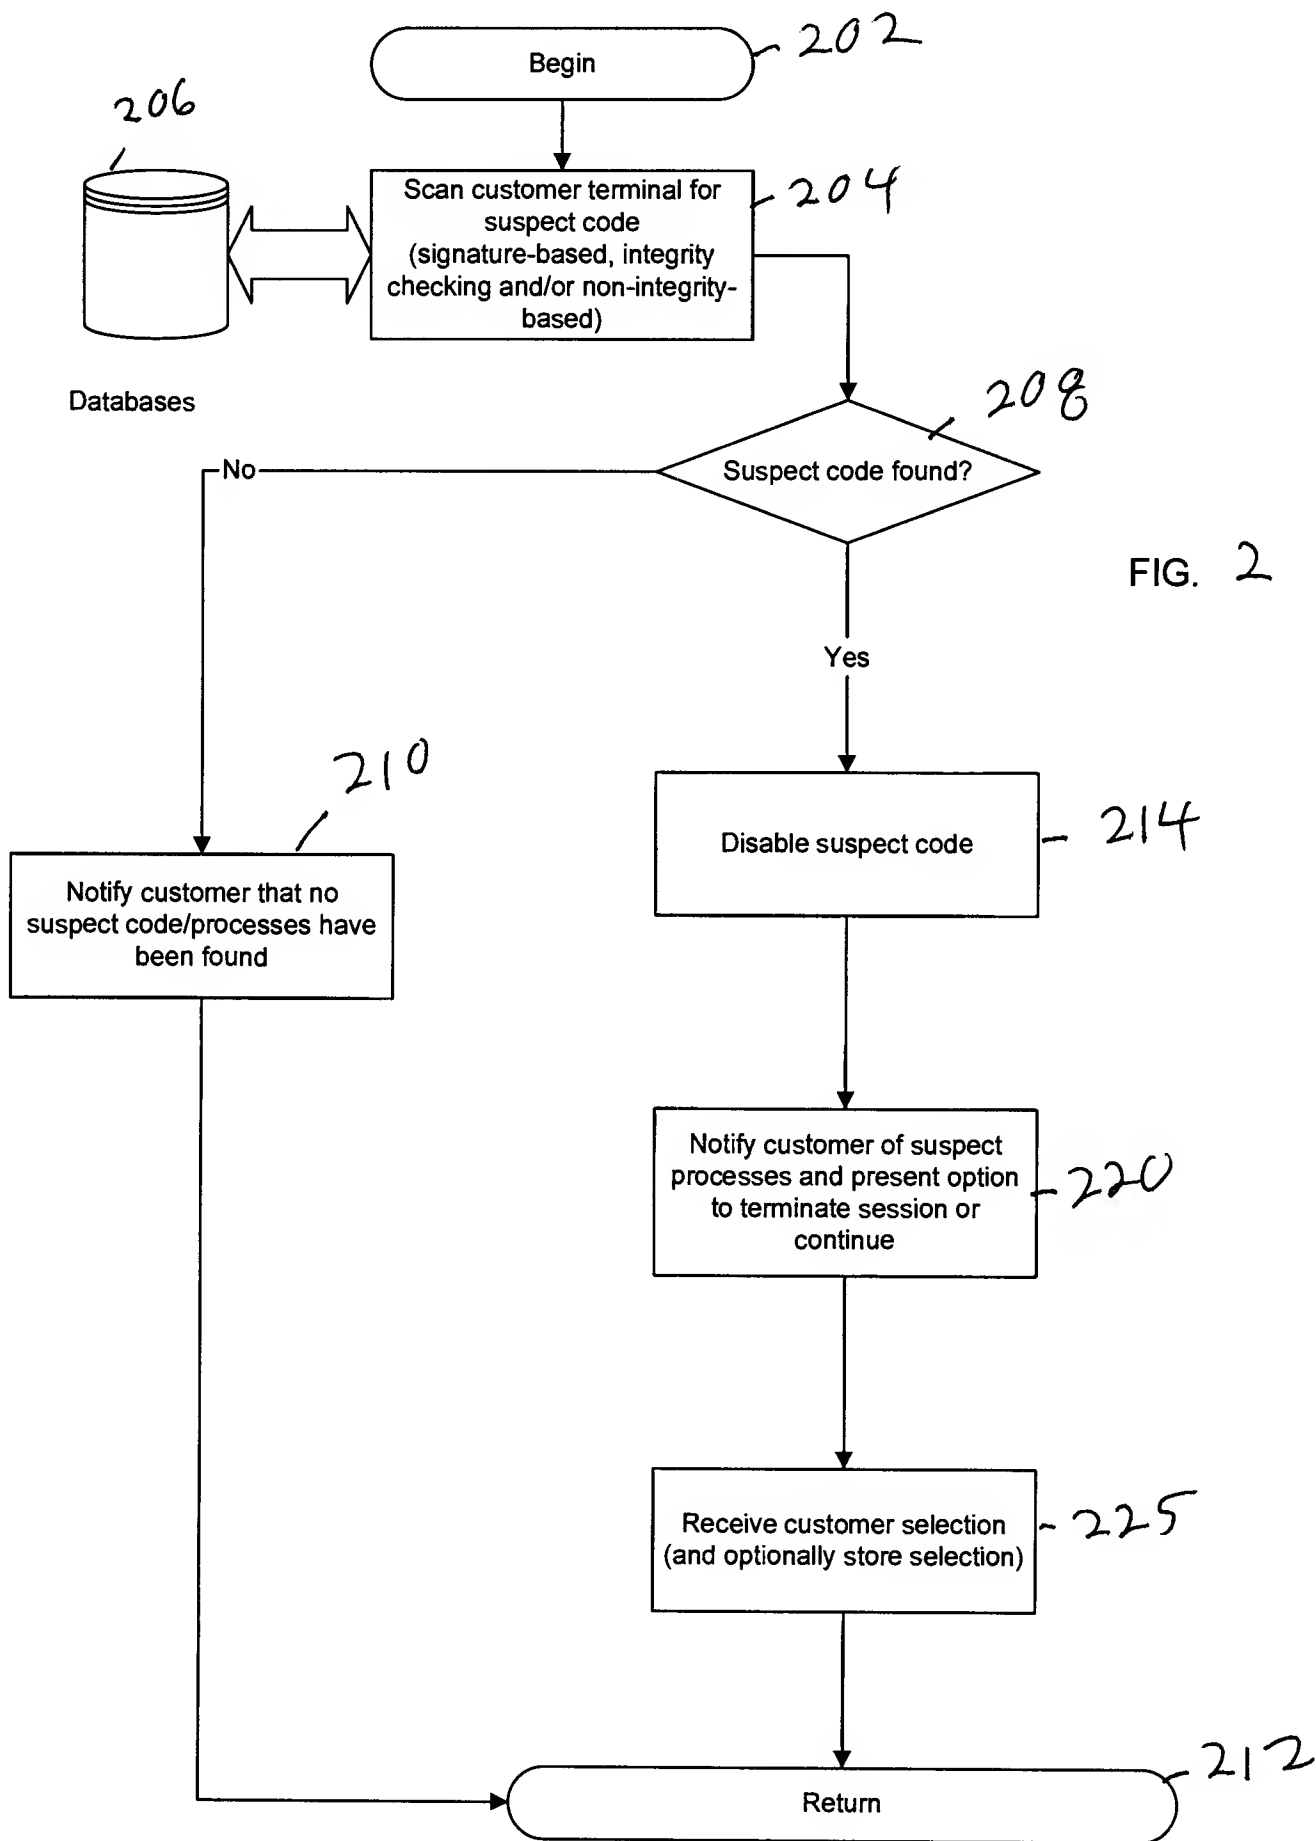 Begin
202
206
Scan customer terminal for
suspect code
(signature-based, integrity
checking and/or non-integrity-
based)
204
Databases
208
Suspect code found?
No
FIG. 2
Yes
210
Disable suspect code
214
Notify customer that no
suspect code/processes have
been found
Notify customer of suspect
processes and present option
to terminate session or
continue
220
Receive customer selection
(and optionally store selection)
225
Return
212